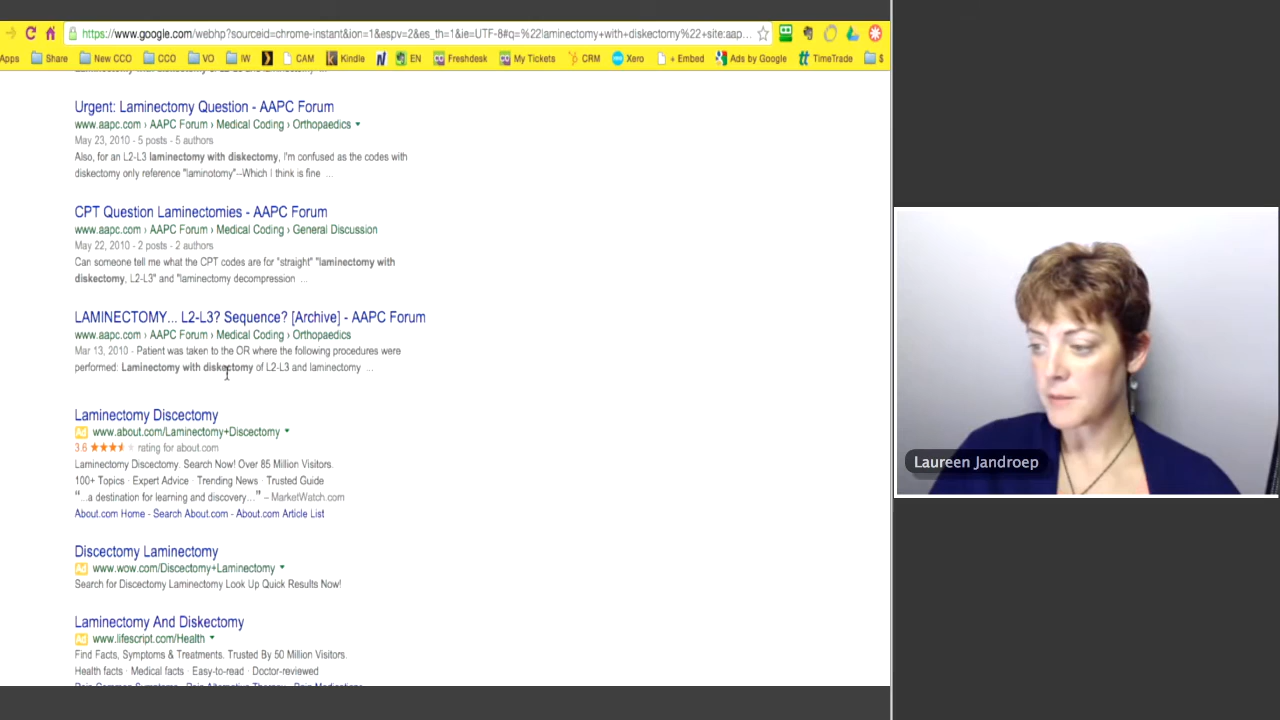 https://www.google.com/webhp?sourceid=chrome-instant&ion=1&espv=2&es_th=1&ie=UTF-8#q=%22laminectomy+with+diskectomy%22+site:aap...
Apps Share New CCO CCO VO IW CAM Kindle EN Freshdesk My Tickets CRM Xero + Embed Ads by Google TimeTrade $
Urgent: Laminectomy Question - AAPC Forum
www.aapc.com › AAPC Forum › Medical Coding › Orthopaedics
May 23, 2010 - 5 posts - 5 authors
Also, for an L2-L3 laminectomy with diskectomy, I'm confused as the codes with
diskectomy only reference "laminotomy"--Which I think is fine ...
CPT Question Laminectomies - AAPC Forum
www.aapc.com › AAPC Forum › Medical Coding › General Discussion
May 22, 2010 - 2 posts - 2 authors
Can someone tell me what the CPT codes are for "straight" "laminectomy with
diskectomy, L2-L3" and "laminectomy decompression ...
LAMINECTOMY... L2-L3? Sequence? [Archive] - AAPC Forum
www.aapc.com › AAPC Forum › Medical Coding › Orthopaedics
Mar 13, 2010 - Patient was taken to the OR where the following procedures were
performed: Laminectomy with diskectomy of L2-L3 and laminectomy ...
Laminectomy Discectomy
Ad www.about.com/Laminectomy+Discectomy
3.6 rating for about.com
Laminectomy Discectomy. Search Now! Over 85 Million Visitors.
100+ Topics · Expert Advice · Trending News · Trusted Guide
"...a destination for learning and discovery..." – MarketWatch.com
About.com Home - Search About.com - About.com Article List
Discectomy Laminectomy
Ad www.wow.com/Discectomy+Laminectomy
Search for Discectomy Laminectomy Look Up Quick Results Now!
Laminectomy And Diskectomy
Ad www.lifescript.com/Health
Find Facts, Symptoms & Treatments. Trusted By 50 Million Visitors.
Health facts · Medical facts · Easy-to-read · Doctor-reviewed
Laureen Jandroep